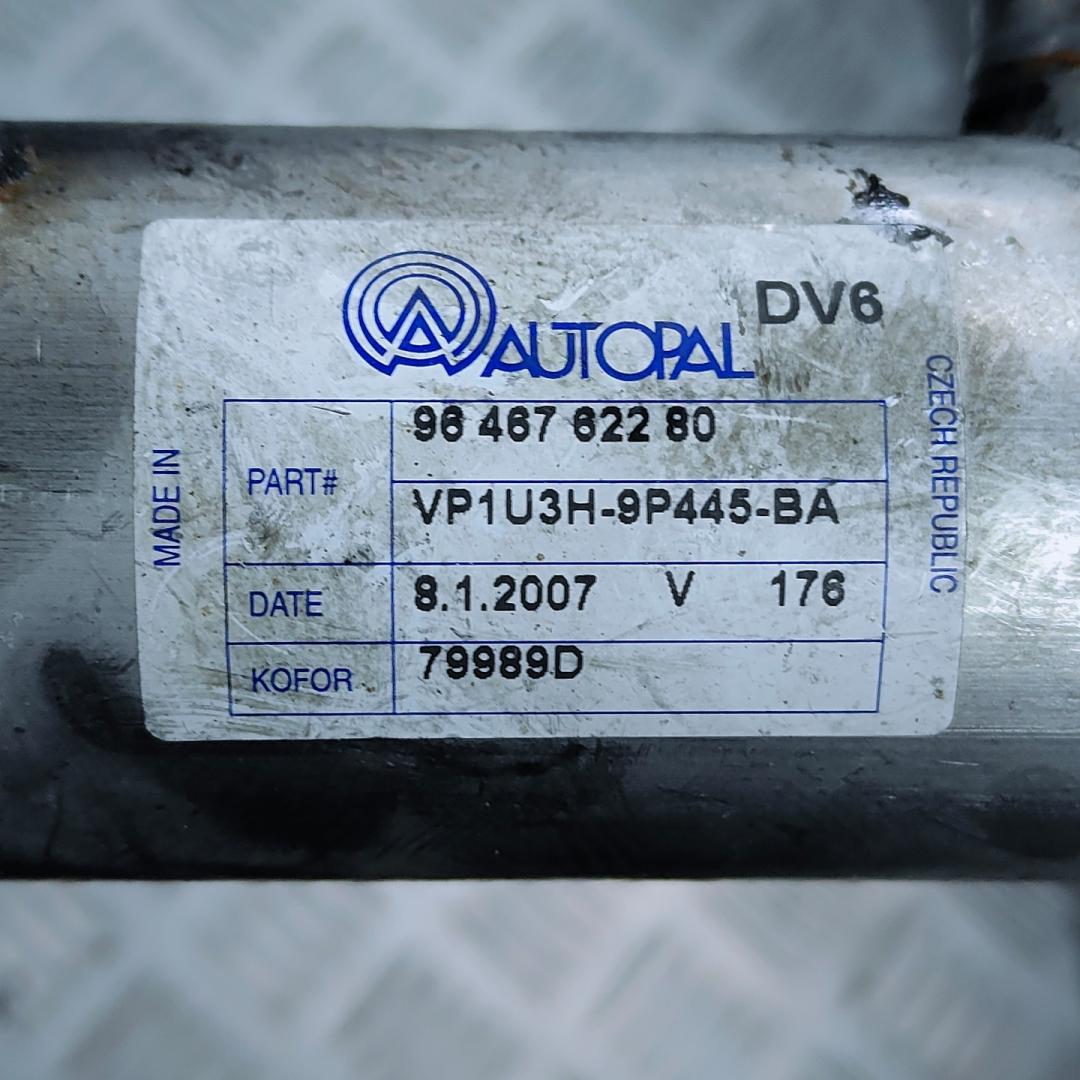 AUTOPAL
DV6
MADE IN
PART#
96 467 622 80
VP1U3H-9P445-BA
DATE
8.1.2007 V 176
KOFOR
79989D
CZECH REPUBLIC